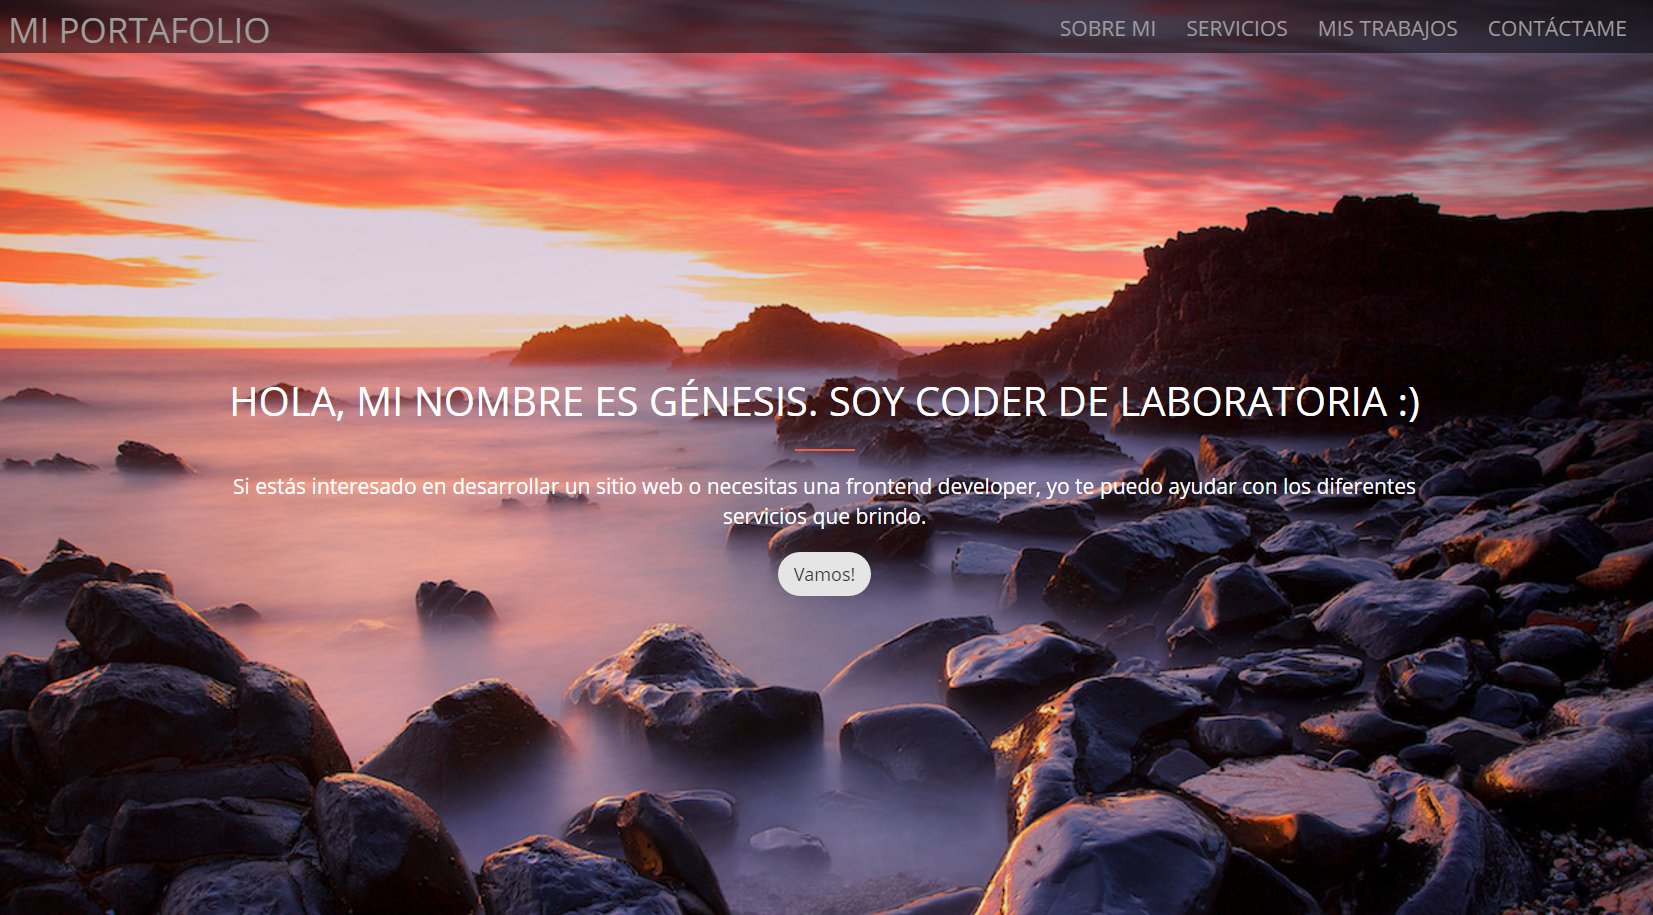 MI PORTAFOLIO
SOBRE MI SERVICIOS MIS TRABAJOS CONTÁCTAME
HOLA, MI NOMBRE ES GÉNESIS. SOY CODER DE LABORATORIA :)
Si estás interesado en desarrollar un sitio web o necesitas una frontend developer, yo te puedo ayudar con los diferentes
servicios que brindo.
Vamos!